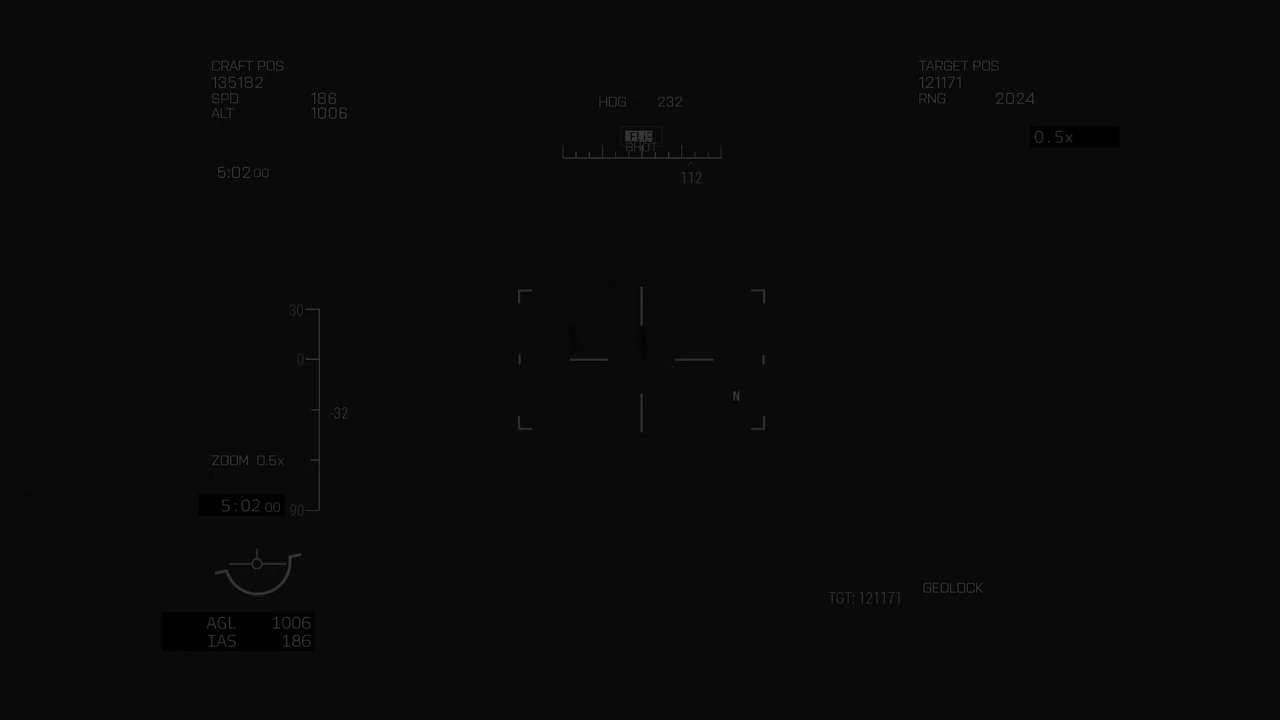 CRAFT POS
135182
SPD 186
ALT 1006
5:02 00
HDG 232
BHOT
112
TARGET POS
121171
RNG 2024
0.5x
30
0
-32
N
ZOOM 0.5x
5:02 00
90
TGT: 121171
GEOLOCK
AGL 1006
IAS 186